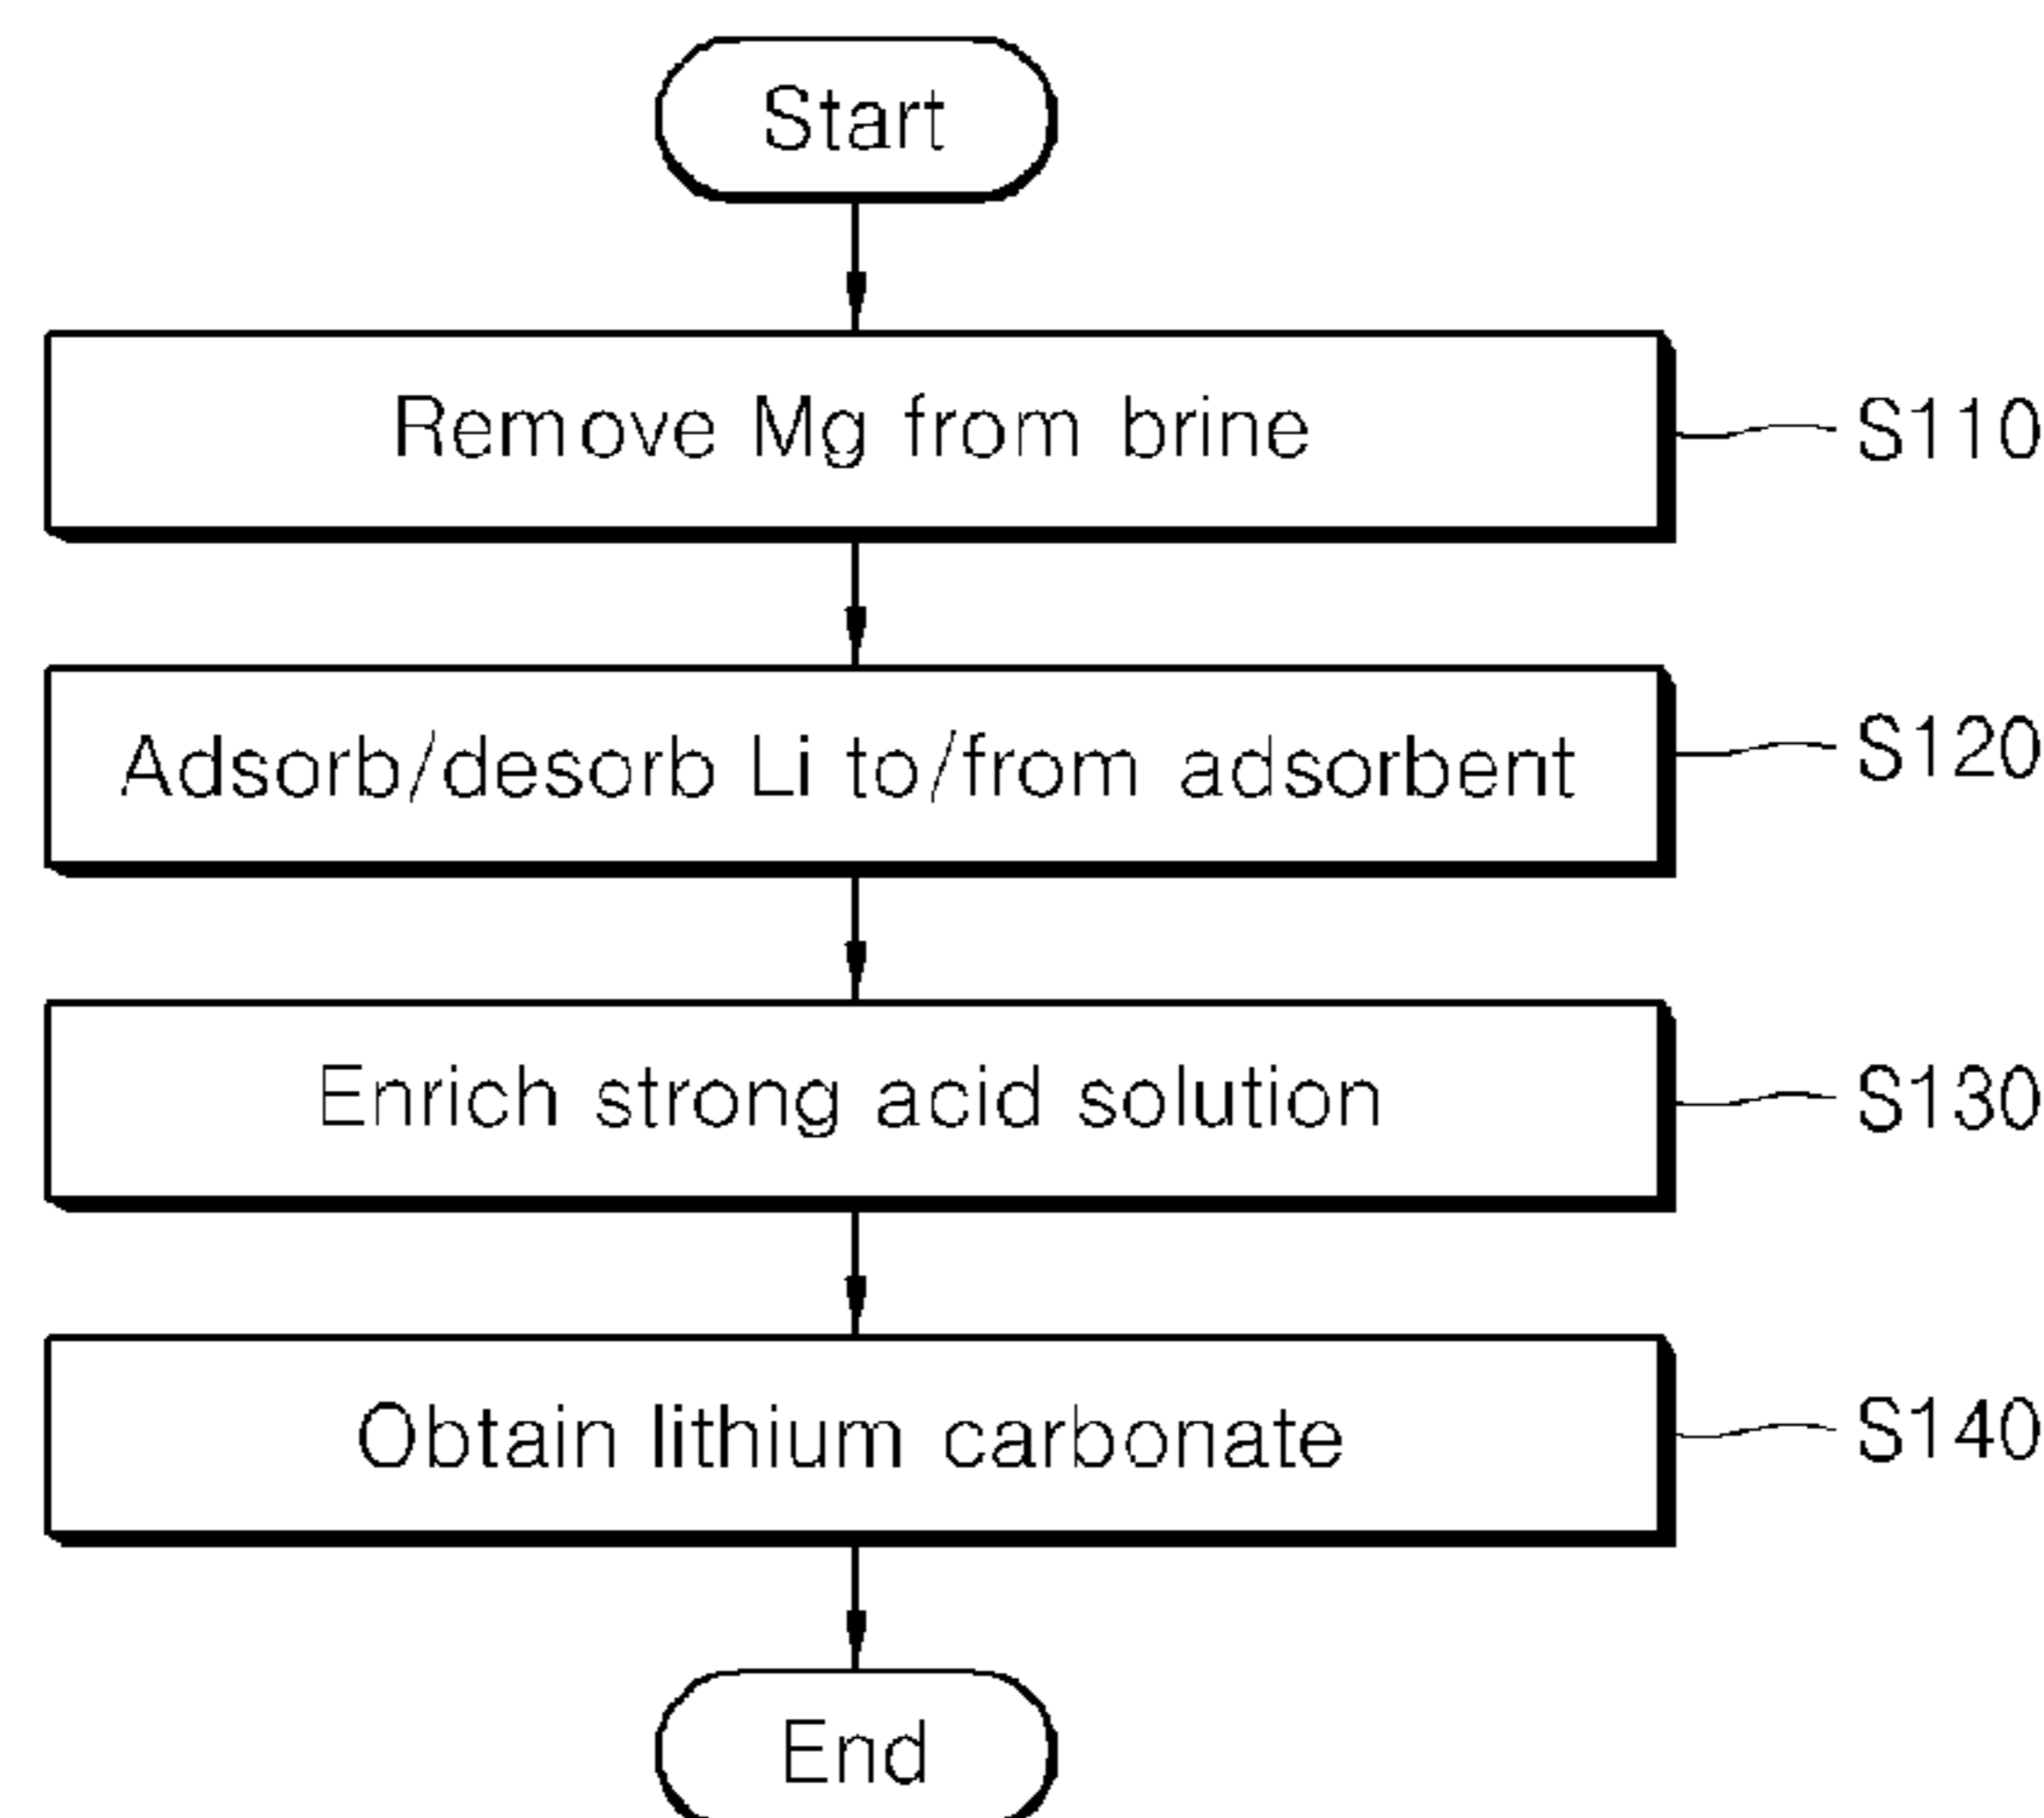 Start
Remove Mg from brine
S110
Adsorb/desorb Li to/from adsorbent
S120
Enrich strong acid solution
S130
Obtain lithium carbonate
S140
End